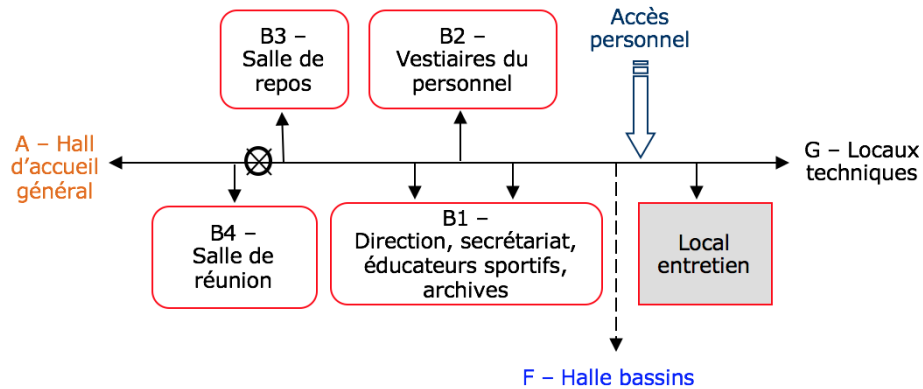 B3 –
Salle de
repos
B2 –
Vestiaires du
personnel
Accès
personnel
A – Hall
d'accueil
général
G – Locaux
techniques
B4 –
Salle de
réunion
B1 –
Direction, secrétariat,
éducateurs sportifs,
archives
Local
entretien
F – Halle bassins